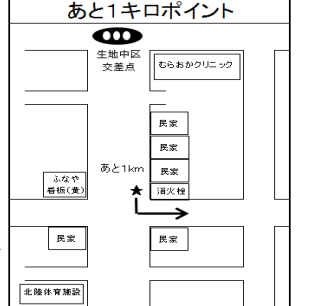 あと1キロポイント
生地中区
交差点
むらおかクリニック
民家
民家
あと1km
民家
ふなや
看板(黄)
消火栓
民家
民家
北陸体育施設